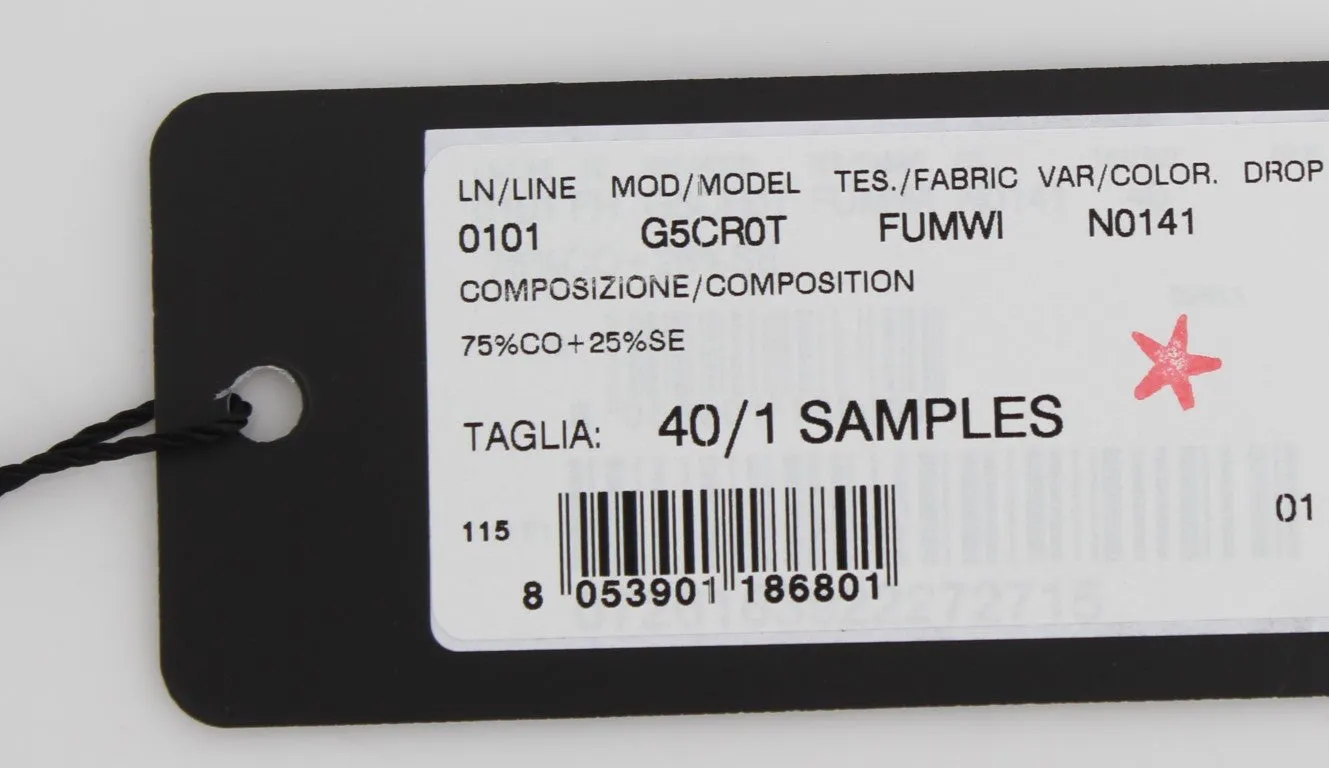 LN/LINE MOD/MODEL TES./FABRIC VAR/COLOR. DROP
0101 G5CR0T FUMWI N0141
COMPOSIZIONE/COMPOSITION
75%CO+25%SE
TAGLIA: 40/1 SAMPLES
115
01
8 053901 186801